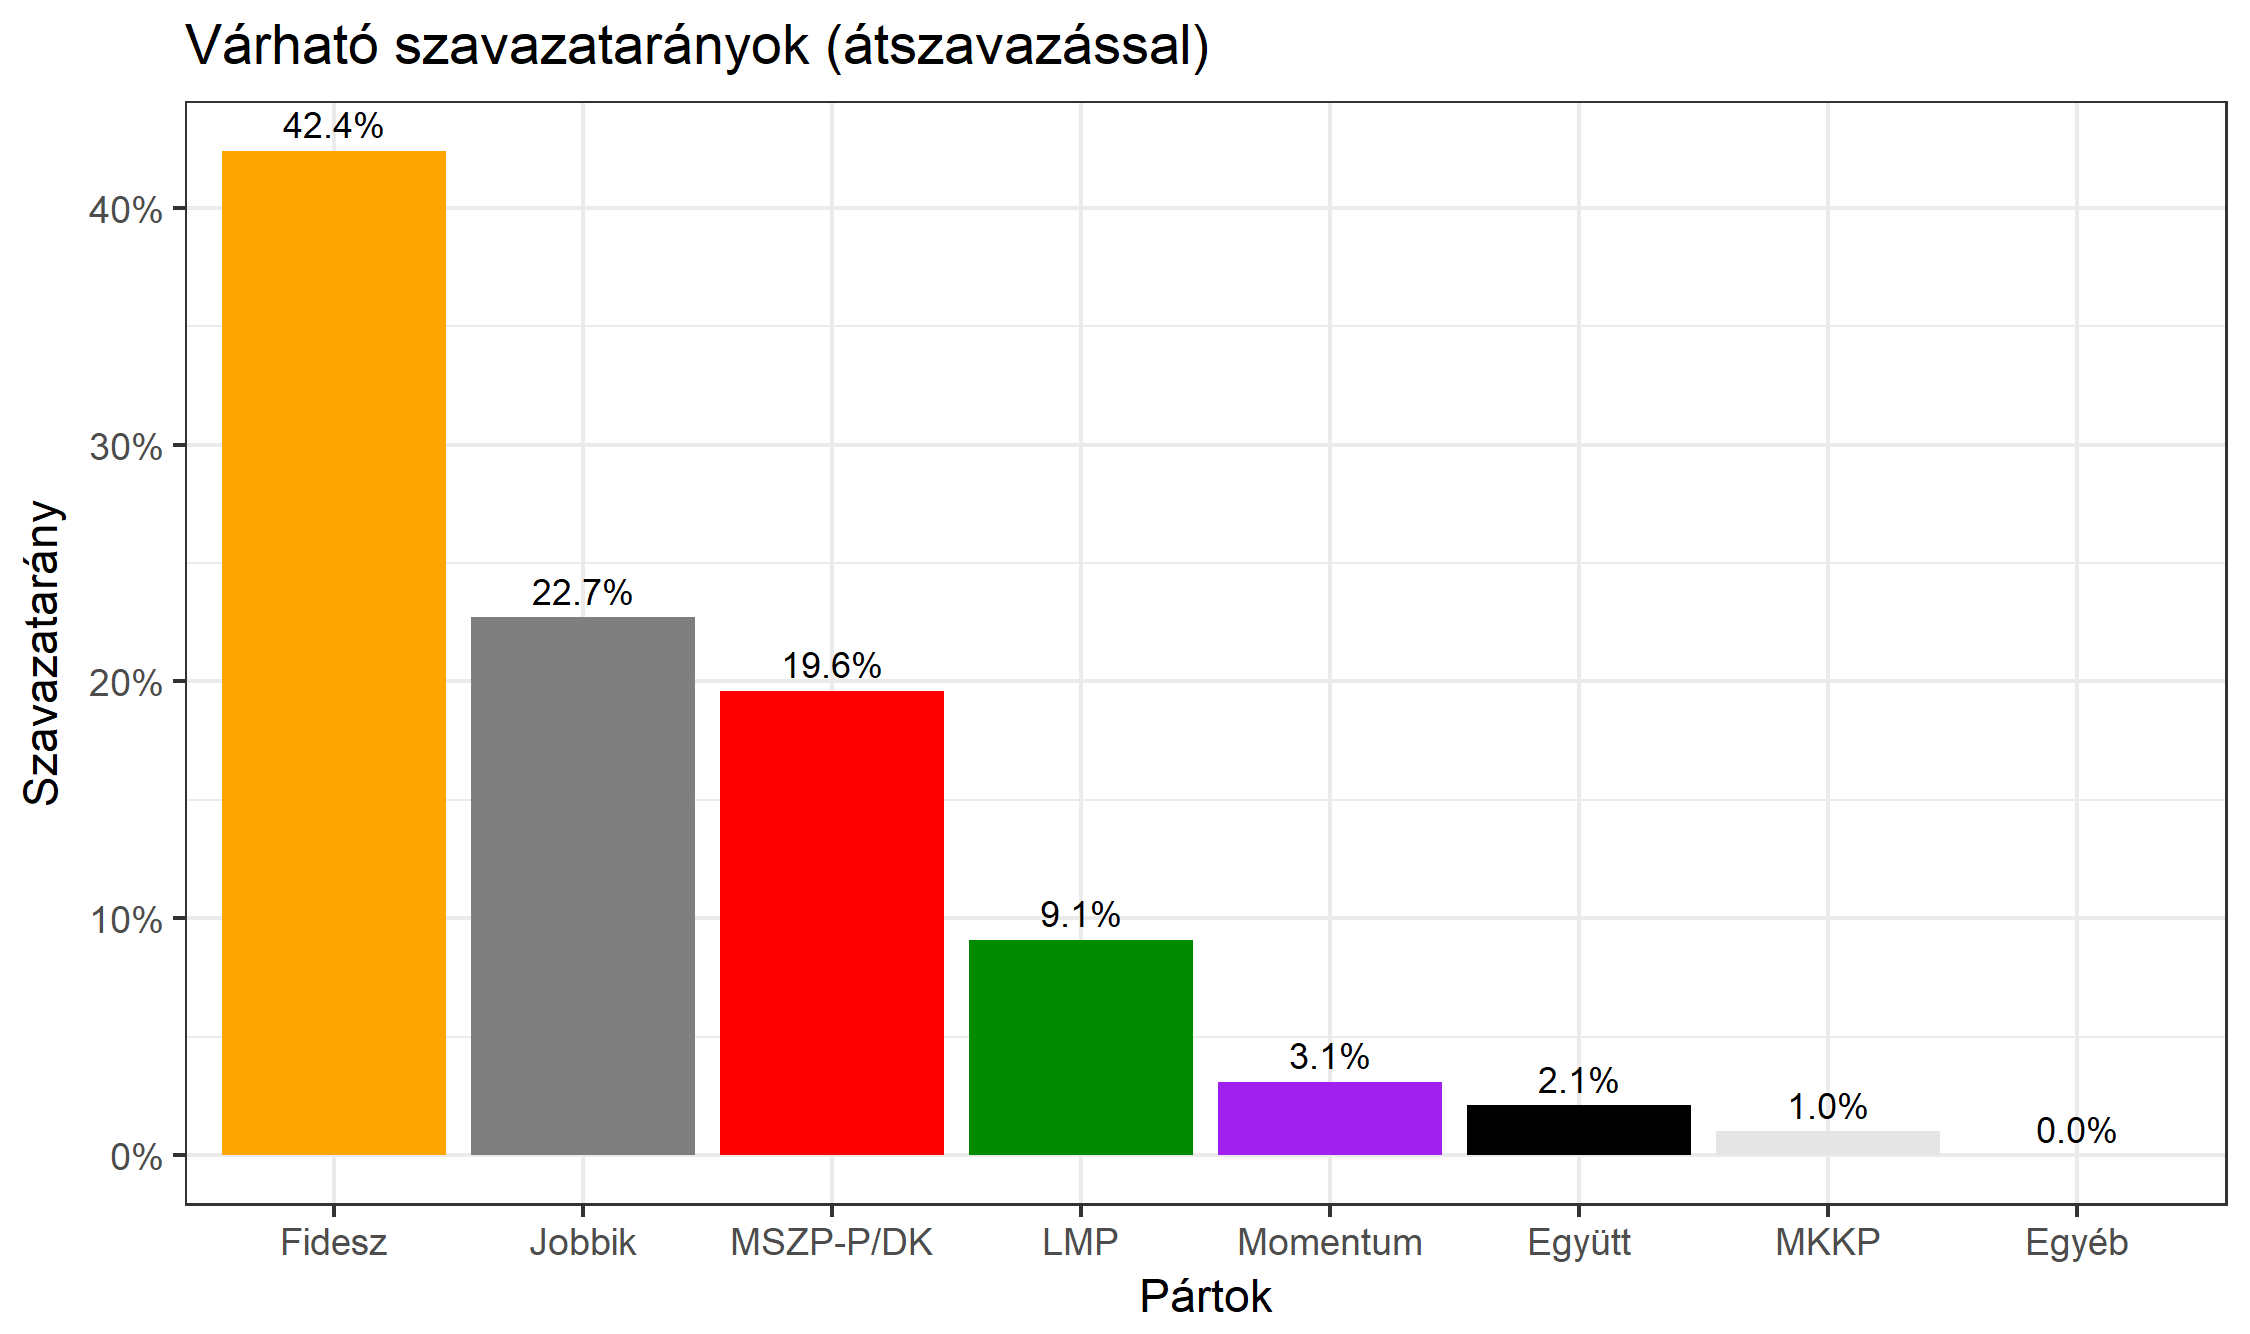 Várható szavazatarányok (átszavazással)
Szavazatarány
40%
30%
20%
10%
0%
42.4%
22.7%
19.6%
9.1%
3.1%
2.1%
1.0%
0.0%
Fidesz
Jobbik
MSZP-P/DK
LMP
Momentum
Együtt
MKKP
Egyéb
Pártok